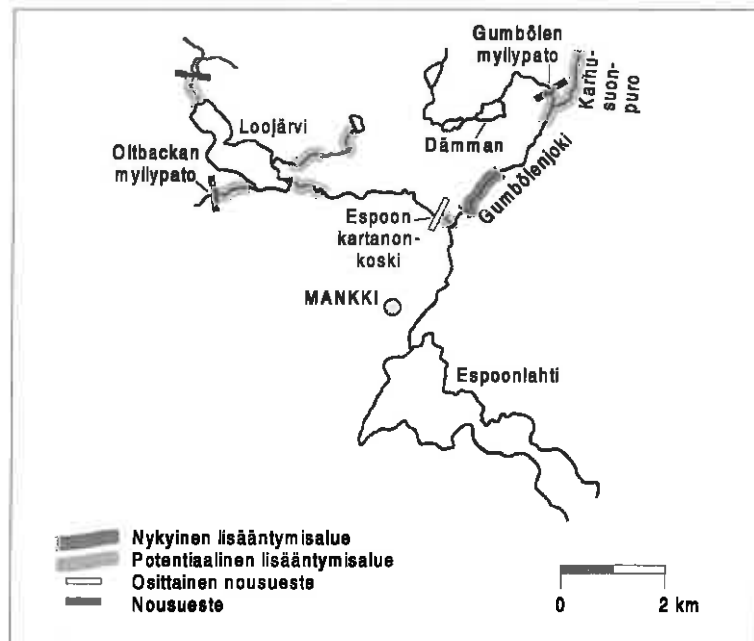 Gumbölen
myllypato
Karhu-
suon-
puro
Loojärvi
Dämman
Oltbackan
myllypato
Gumbölenjoki
Espoon
kartanon-
koski
MANKKI
Espoonlahti
Nykyinen lisääntymisalue
Potentiaalinen lisääntymisalue
Osittainen nousueste
Nousueste
0 2 km